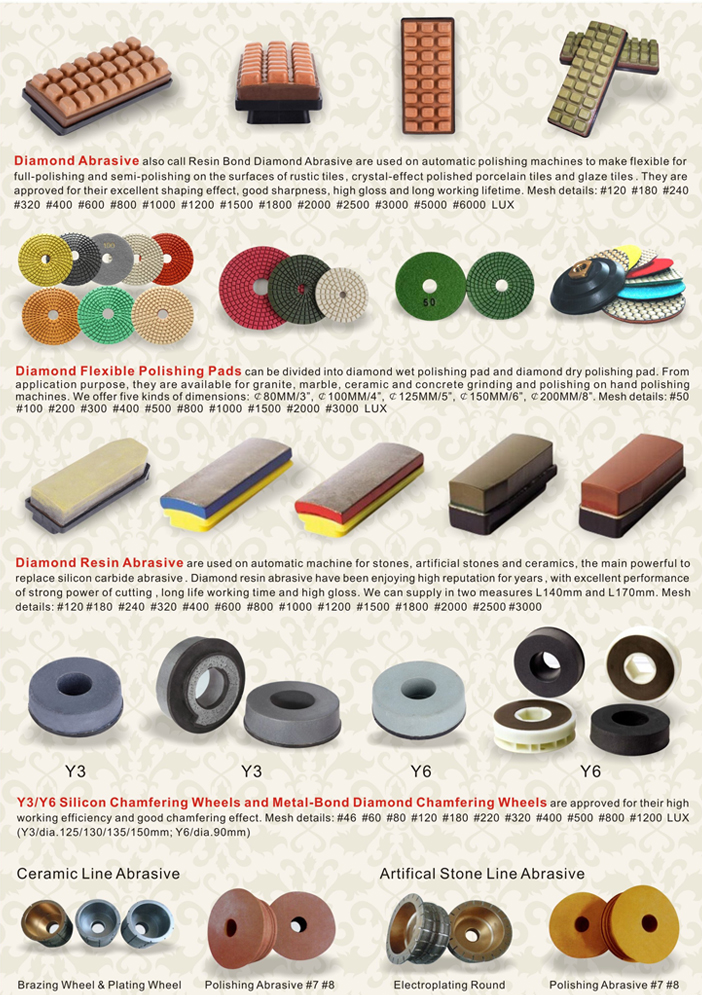 Diamond Abrasive also call Resin Bond Diamond Abrasive are used on automatic polishing machines to make flexible for
full-polishing and semi-polishing on the surfaces of rustic tiles, crystal-effect polished porcelain tiles and glaze tiles. They are
approved for their excellent shaping effect, good sharpness, high gloss and long working lifetime. Mesh details: #120 #180 #240
#320 #400 #600 #800 #1000 #1200 #1500 #1800 #2000 #2500 #3000 #5000 #6000 LUX
100
50
Diamond Flexible Polishing Pads can be divided into diamond wet polishing pad and diamond dry polishing pad. From
application purpose, they are available for granite, marble, ceramic and concrete grinding and polishing on hand polishing
machines. We offer five kinds of dimensions: ¢80MM/3", ¢100MM/4", ¢125MM/5", ¢150MM/6", ¢200MM/8". Mesh details: #50
#100 #200 #300 #400 #500 #800 #1000 #1500 #2000 #3000 LUX
Diamond Resin Abrasive are used on automatic machine for stones, artificial stones and ceramics, the main powerful to
replace silicon carbide abrasive. Diamond resin abrasive have been enjoying high reputation for years, with excellent performance
of strong power of cutting, long life working time and high gloss. We can supply in two measures L140mm and L170mm. Mesh
details: #120 #180 #240 #320 #400 #600 #800 #1000 #1200 #1500 #1800 #2000 #2500 #3000
Y3 Y3 Y6 Y6
Y3/Y6 Silicon Chamfering Wheels and Metal-Bond Diamond Chamfering Wheels are approved for their high
working efficiency and good chamfering effect. Mesh details: #46 #60 #80 #120 #180 #220 #320 #400 #500 #800 #1200 LUX
(Y3/dia.125/130/135/150mm; Y6/dia.90mm)
Ceramic Line Abrasive
Artifical Stone Line Abrasive
Brazing Wheel & Plating Wheel
Polishing Abrasive #7 #8
Electroplating Round
Polishing Abrasive #7 #8